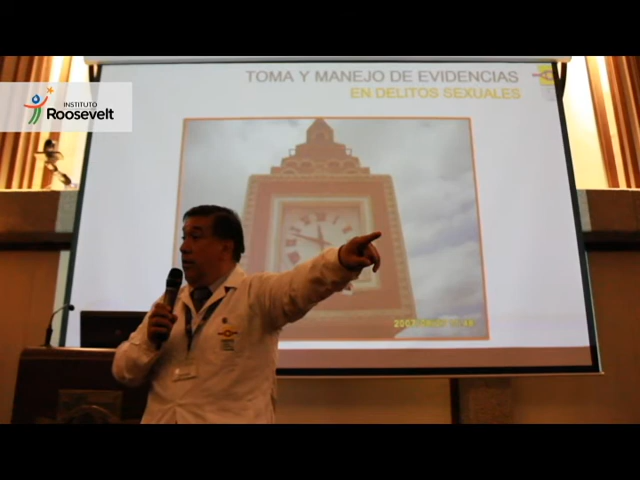 TOMA Y MANEJO DE EVIDENCIAS
EN DELITOS SEXUALES
INSTITUTO
Roosevelt